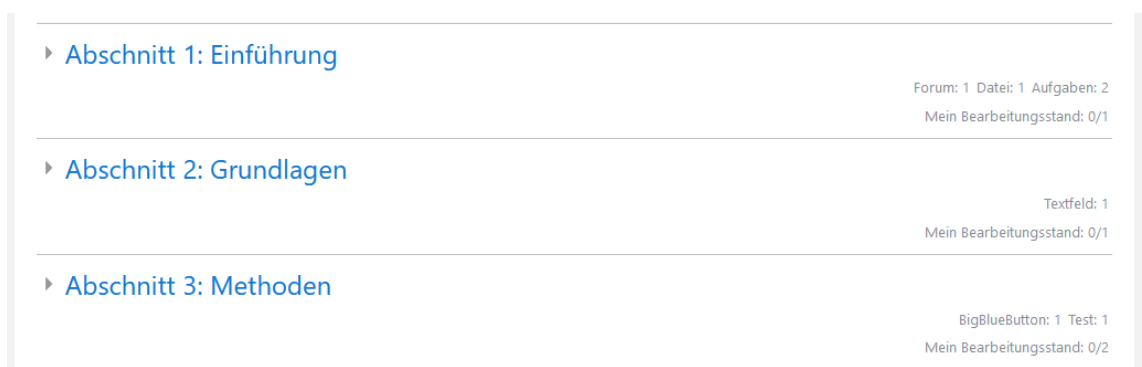 Abschnitt 1: Einführung
Forum: 1 Datei: 1 Aufgaben: 2
Mein Bearbeitungsstand: 0/1
Abschnitt 2: Grundlagen
Textfeld: 1
Mein Bearbeitungsstand: 0/1
Abschnitt 3: Methoden
BigBlueButton: 1 Test: 1
Mein Bearbeitungsstand: 0/2